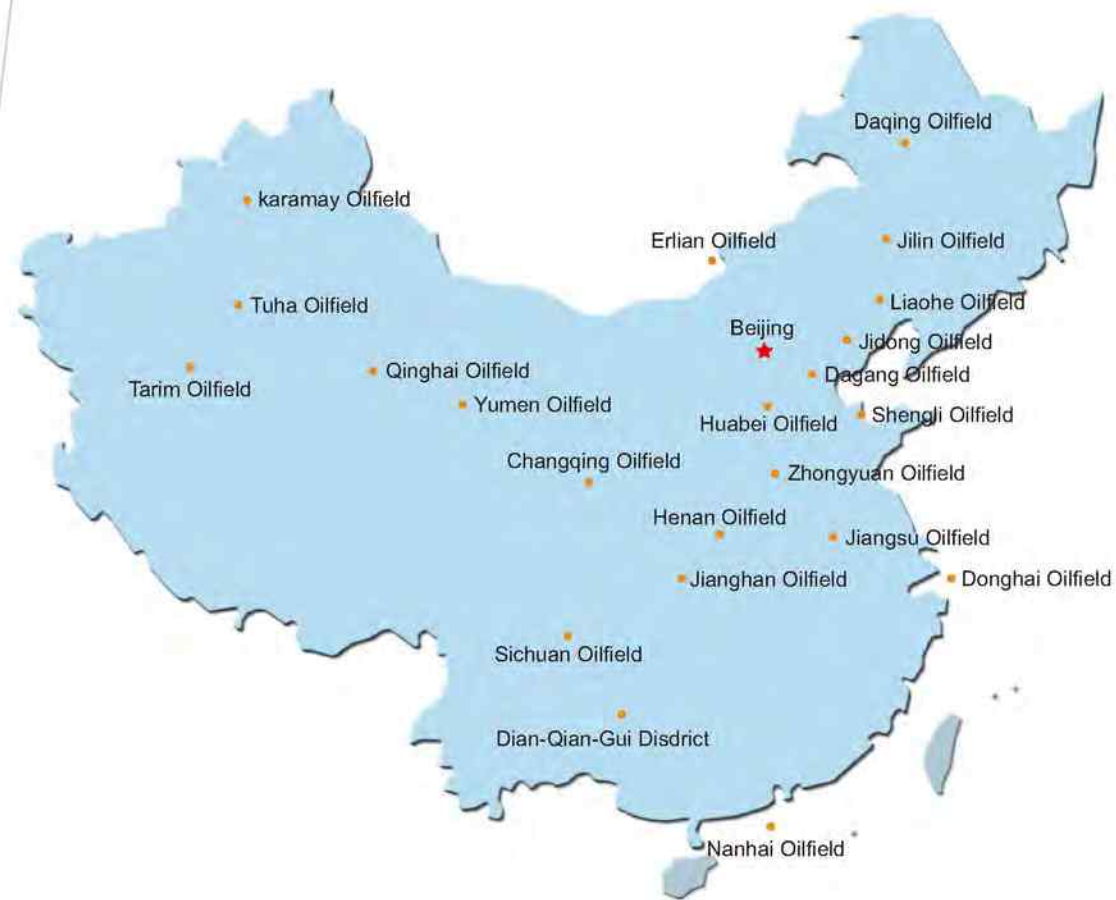 Daqing Oilfield
karamay Oilfield
Erlian Oilfield
Jilin Oilfield
Tuha Oilfield
Liaohe Oilfield
Beijing
Jidong Oilfield
Tarim Oilfield
Qinghai Oilfield
Dagang Oilfield
Yumen Oilfield
Huabei Oilfield
Shengli Oilfield
Changqing Oilfield
Zhongyuan Oilfield
Henan Oilfield
Jiangsu Oilfield
Jianghan Oilfield
Donghai Oilfield
Sichuan Oilfield
Dian-Qian-Gui Disdrict
Nanhai Oilfield